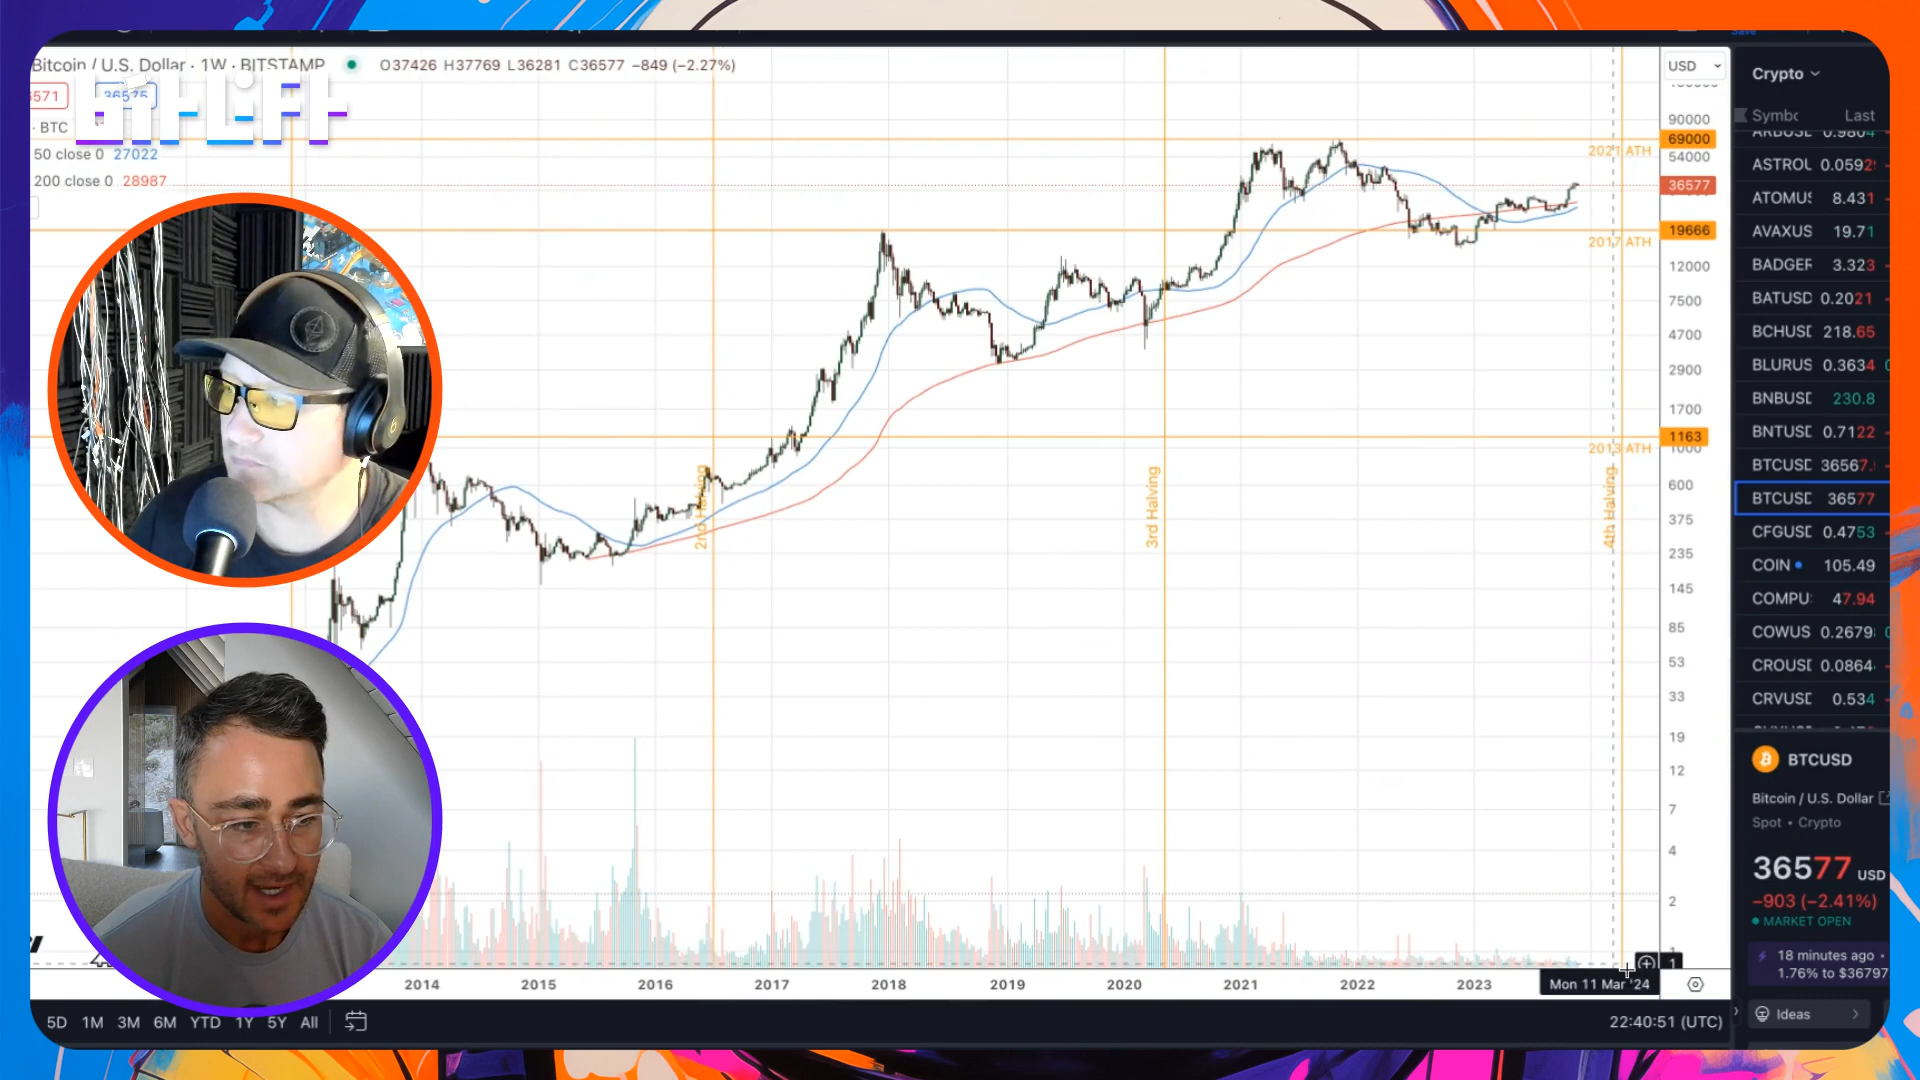 Bitcoin / U.S. Dollar · 1W · BITSTAMP O37426 H37769 L36281 C36577 −849 (−2.27%)
36575
· BTC
50 close 0 27022
200 close 0 28987
USD
90000
69000
2021 ATH
54000
36577
19666
2017 ATH
12000
7500
4700
2900
1700
1163
2013 ATH
1000
600
375
235
145
85
53
33
19
12
7
4
2
1
2nd Halving
3rd Halving
4th Halving
2014 2015 2016 2017 2018 2019 2020 2021 2022 2023
Mon 11 Mar '24
5D 1M 3M 6M YTD 1Y 5Y All
22:40:51 (UTC)
Crypto
Symbo Last
ARBUSD 0.9804
ASTROU 0.0592
ATOMUS 8.431
AVAXUS 19.71
BADGER 3.323
BATUSD 0.2021
BCHUSD 218.65
BLURUS 0.3634
BNBUSD 230.8
BNTUSD 0.7122
BTCUSD 36567.
BTCUSD 36577
CFGUSD 0.4753
COIN 105.49
COMPU 47.94
COWUS 0.2679
CROUSD 0.0864
CRVUSD 0.534
BTCUSD
Bitcoin / U.S. Dollar
Spot • Crypto
36577 USD
−903 (−2.41%)
MARKET OPEN
18 minutes ago •
1.76% to $36797
Ideas